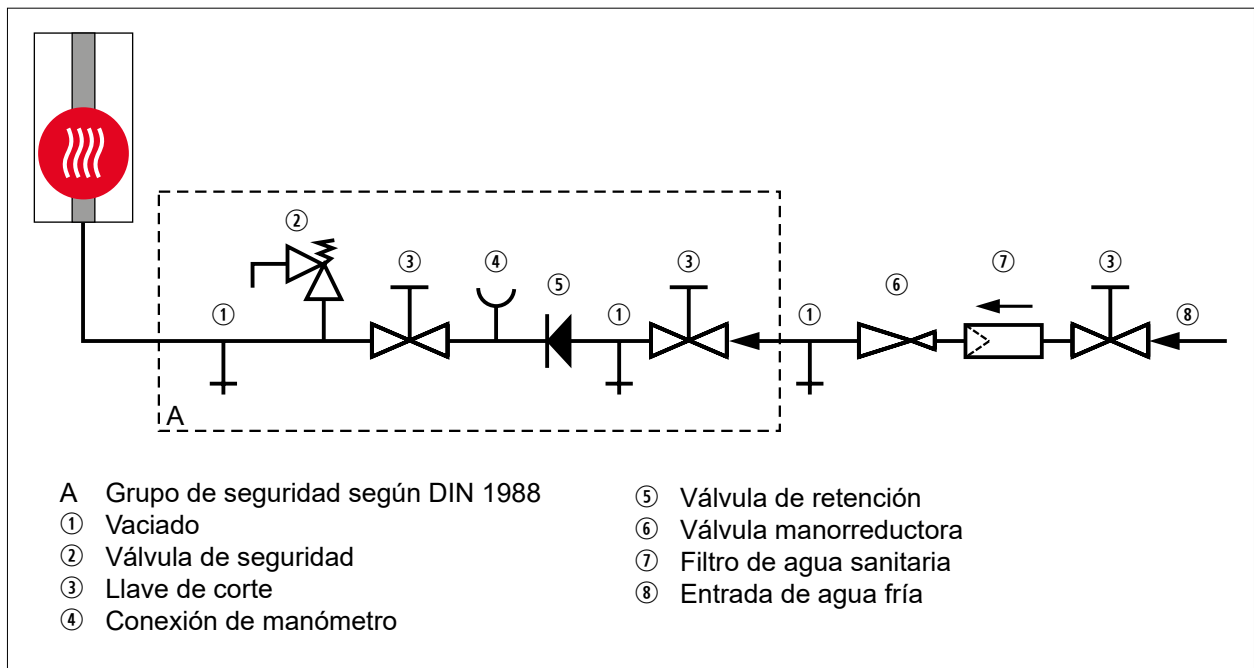 ②
③
④
⑤
③
⑥
⑦
③
①
①
①
⑧
A
A Grupo de seguridad según DIN 1988
① Vaciado
② Válvula de seguridad
③ Llave de corte
④ Conexión de manómetro
⑤ Válvula de retención
⑥ Válvula manorreductora
⑦ Filtro de agua sanitaria
⑧ Entrada de agua fría